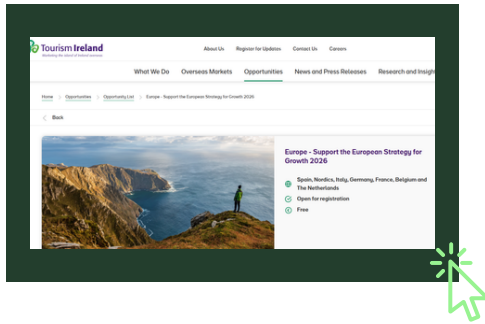 Tourism Ireland
Marketing the island of Ireland overseas
About Us Register for Updates Contact Us Careers
What We Do Overseas Markets Opportunities News and Press Releases Research and Insigh
Home Opportunities Opportunity List Europe - Support the European Strategy for Growth 2026
Back
Europe - Support the European Strategy for
Growth 2026
Spain, Nordics, Italy, Germany, France, Belgium and
The Netherlands
Open for registration
Free